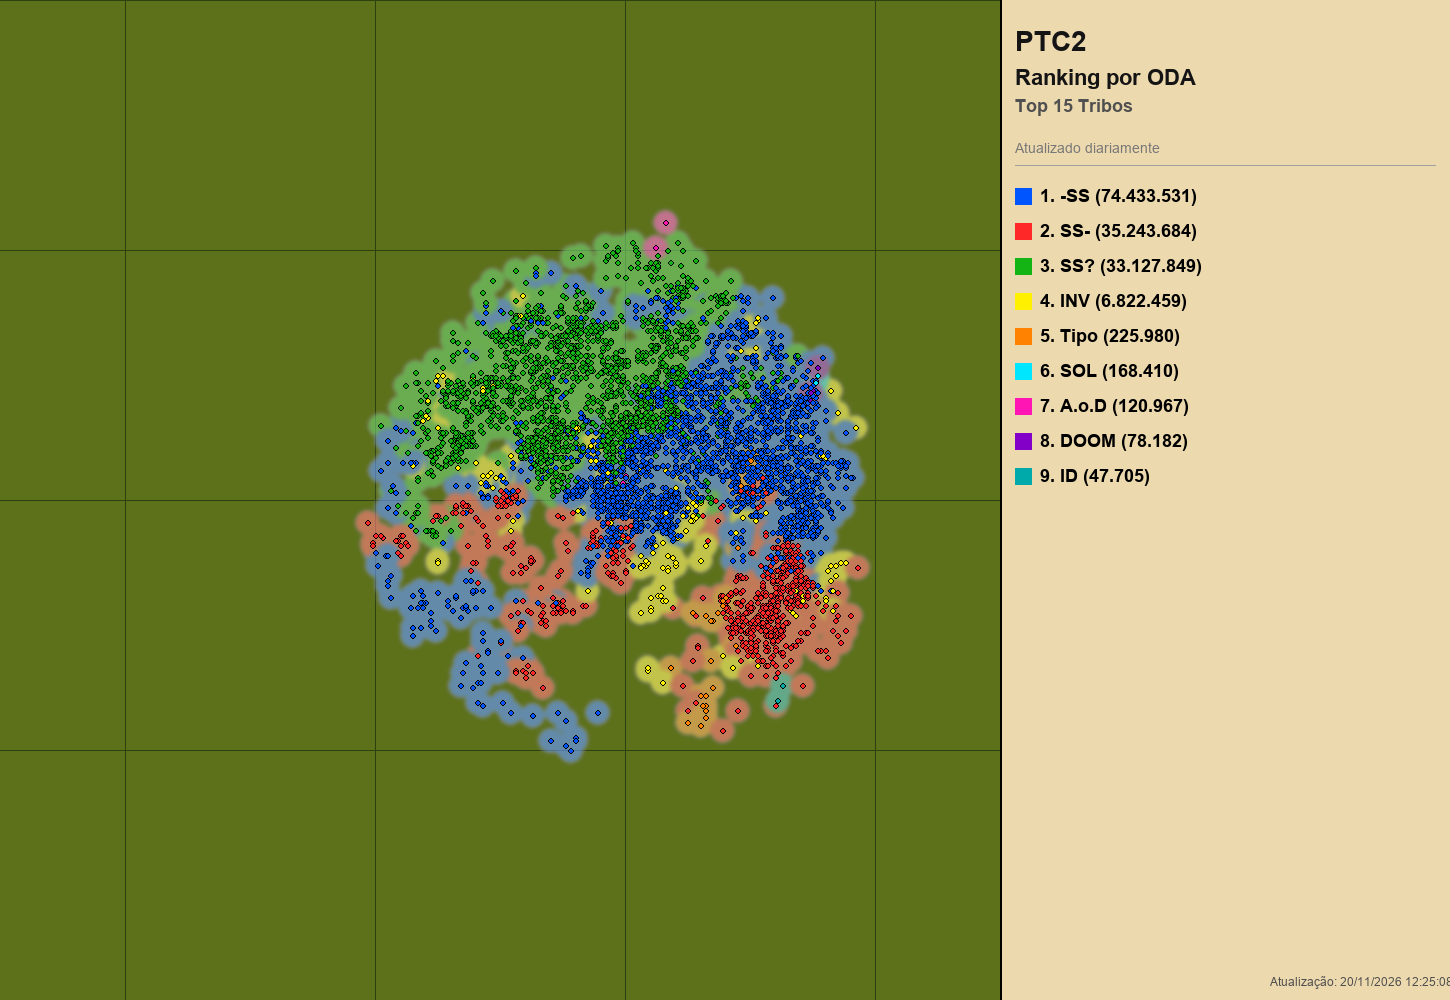 PTC2
Ranking por ODA
Top 15 Tribos
Atualizado diariamente
1. -SS (74.433.531)
2. SS- (35.243.684)
3. SS? (33.127.849)
4. INV (6.822.459)
5. Tipo (225.980)
6. SOL (168.410)
7. A.o.D (120.967)
8. DOOM (78.182)
9. ID (47.705)
Atualização: 20/11/2026 12:25:08